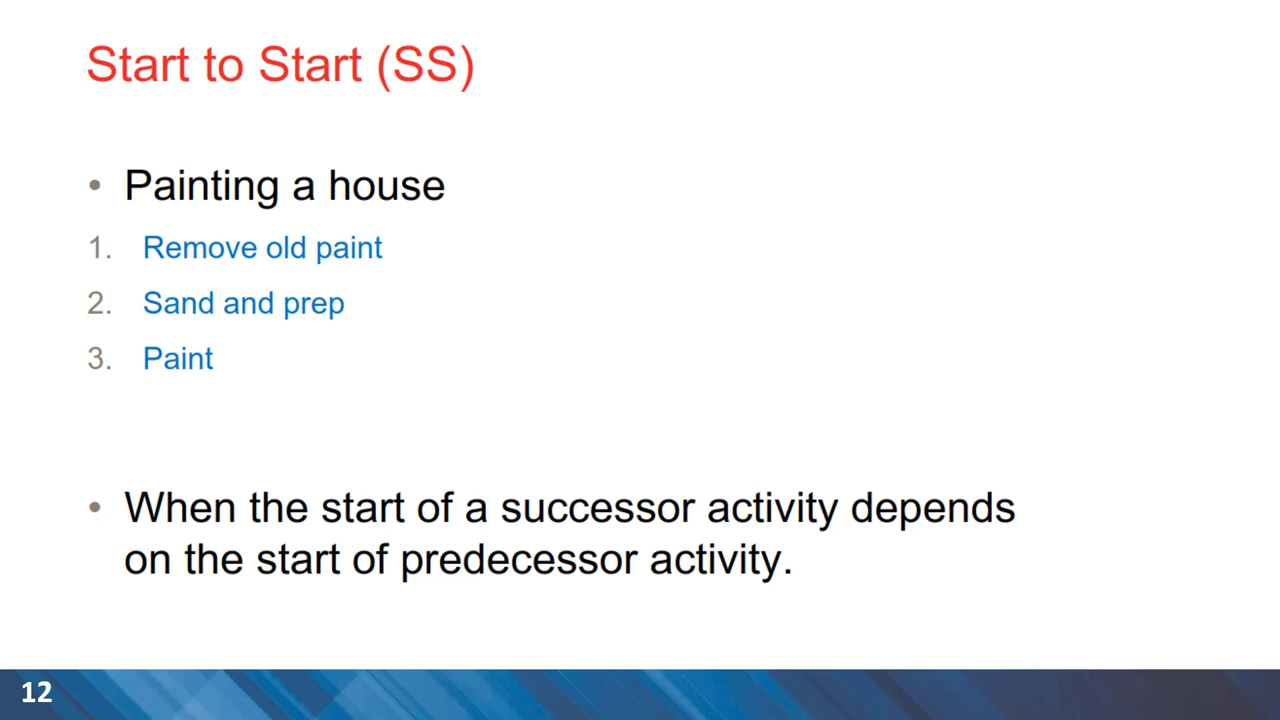 Start to Start (SS)
• Painting a house
1. Remove old paint
2. Sand and prep
3. Paint
• When the start of a successor activity depends
on the start of predecessor activity.
12